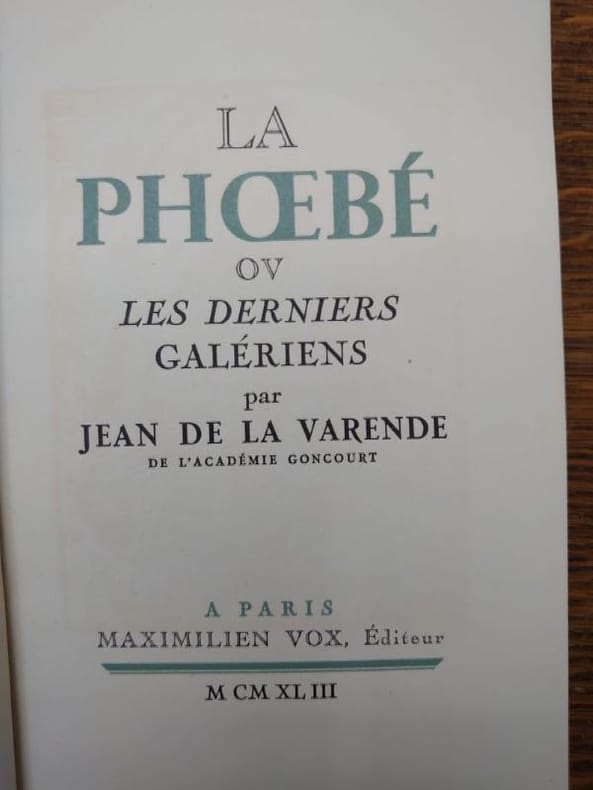 LA
PHŒBÉ
OV
LES DERNIERS
GALÉRIENS
par
JEAN DE LA VARENDE
DE L'ACADÉMIE GONCOURT
A PARIS
MAXIMILIEN VOX, Éditeur
M CM XL III